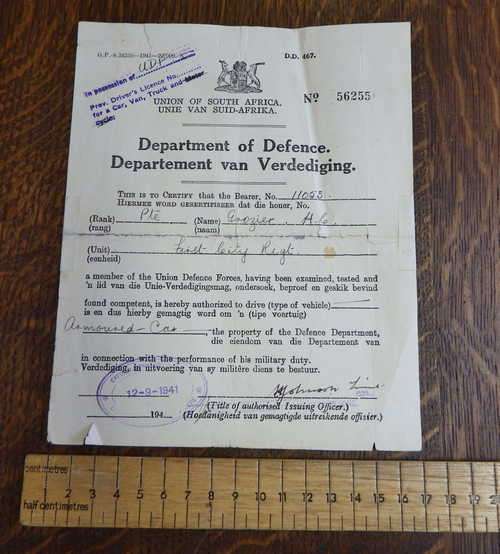 D.D. 467.
UDF
In possession of
Prov. Driver's Licence No.
for a Car, Van, Truck and Motor
Cycle.
UNION OF SOUTH AFRICA.
UNIE VAN SUID-AFRIKA.
No 56255
Department of Defence.
Departement van Verdediging.
THIS IS TO CERTIFY that the Bearer, No. 11053.
HIERMEE WORD GESERTIFISEER dat die houer, No.
(Rank) Pte (Name) Crozier. A.G.
(rang) (naam)
(Unit) First City Regt.
(eenheid)
a member of the Union Defence Forces, having been examined, tested and
'n lid van die Unie-Verdedigingsmag, ondersoek, beproef en geskik bevind
found competent, is hereby authorized to drive (type of vehicle)
is en dus hierby gemagtig word om 'n (tipe voertuig)
Armoured-Car, the property of the Defence Department,
die eiendom van die Departement van
in connection with the performance of his military duty.
Verdediging, in uitvoering van sy militêre diens te bestuur.
12-9-1941
194
(Title of authorised Issuing Officer.)
(Hoedanigheid van gemagtigde uitreikende offisier.)
centimetres
2 3 4 5 6 7 8 9 10 11 12 13 14 15 16 17 18 19
half centimetres